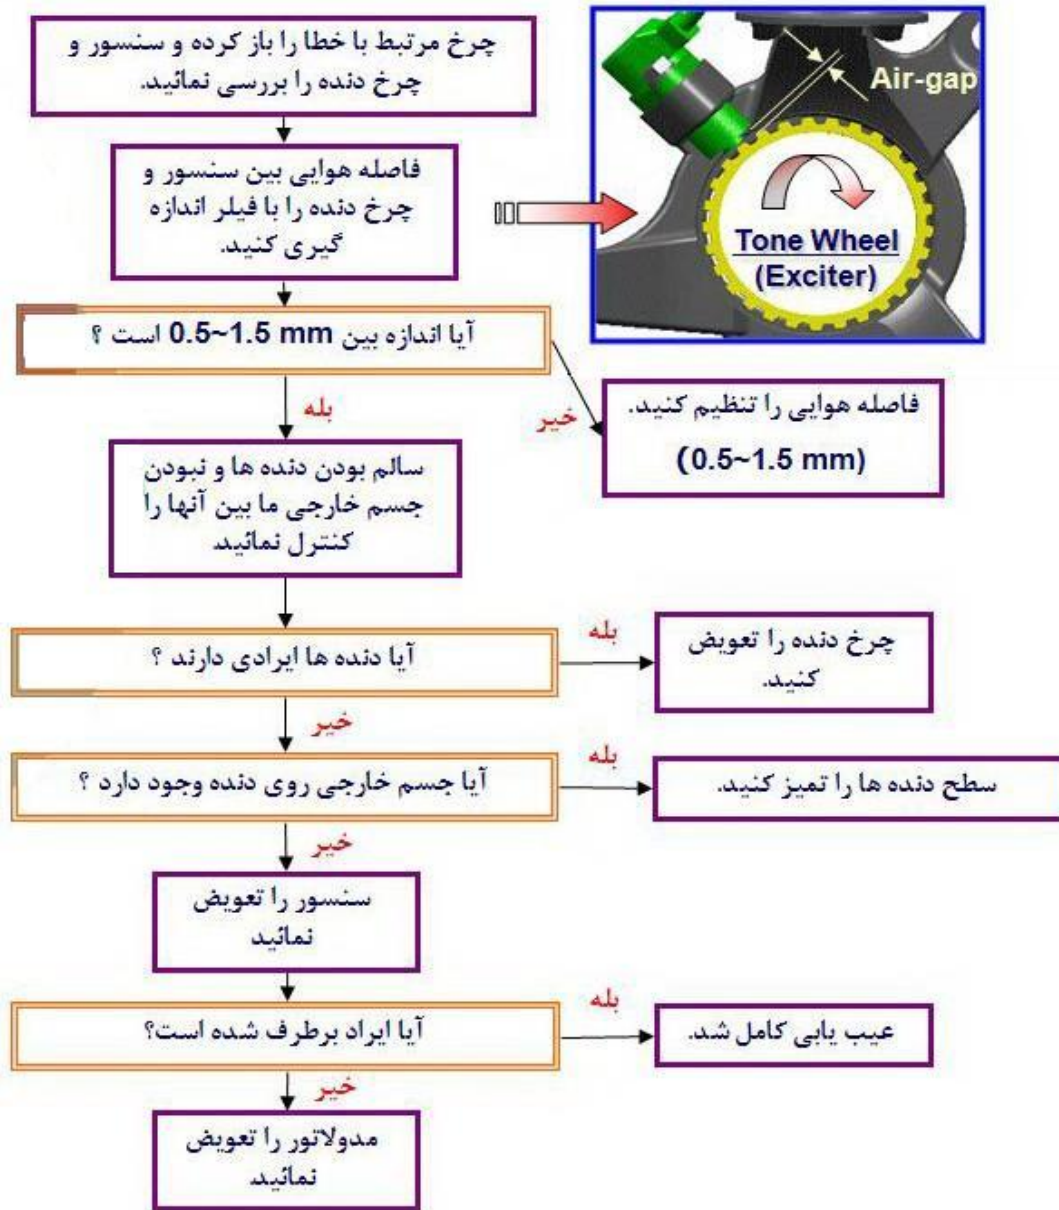 چرخ مرتبط با خطا را باز کرده و سنسور و
چرخ دنده را بررسی نمائید.
Air-gap
فاصله هوایی بین سنسور و
چرخ دنده را با فیلر اندازه
گیری کنید.
Tone Wheel
(Exciter)
آیا اندازه بین 0.5~1.5 mm است ؟
بله
خیر
فاصله هوایی را تنظیم کنید.
(0.5~1.5 mm)
سالم بودن دنده ها و نبودن
جسم خارجی ما بین آنها را
کنترل نمائید
آیا دنده ها ایرادی دارند ؟
بله
چرخ دنده را تعویض
کنید.
خیر
آیا جسم خارجی روی دنده وجود دارد ؟
بله
سطح دنده ها را تمیز کنید.
خیر
سنسور را تعویض
نمائید
آیا ایراد برطرف شده است؟
بله
عیب یابی کامل شد.
خیر
مدولاتور را تعویض
نمائید